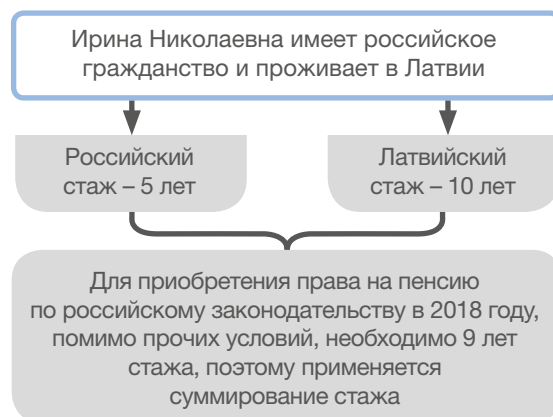 Ирина Николаевна имеет российское
гражданство и проживает в Латвии
Российский
стаж – 5 лет
Латвийский
стаж – 10 лет
Для приобретения права на пенсию
по российскому законодательству в 2018 году,
помимо прочих условий, необходимо 9 лет
стажа, поэтому применяется
суммирование стажа